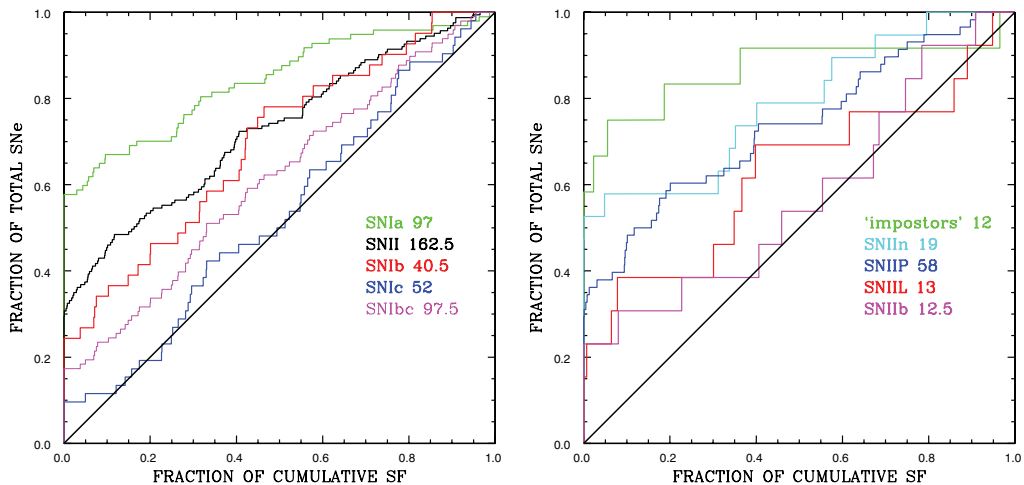 1.0
0.8
0.6
0.4
0.2
0.0
FRACTION OF TOTAL SNe
SNIa 97
SNII 162.5
SNIb 40.5
SNIc 52
SNIbc 97.5
0.0 0.2 0.4 0.6 0.8 1.0
FRACTION OF CUMULATIVE SF
1.0
0.8
0.6
0.4
0.2
0.0
FRACTION OF TOTAL SNe
‘impostors’ 12
SNIIn 19
SNIIP 58
SNIIL 13
SNIIb 12.5
0.0 0.2 0.4 0.6 0.8 1.0
FRACTION OF CUMULATIVE SF